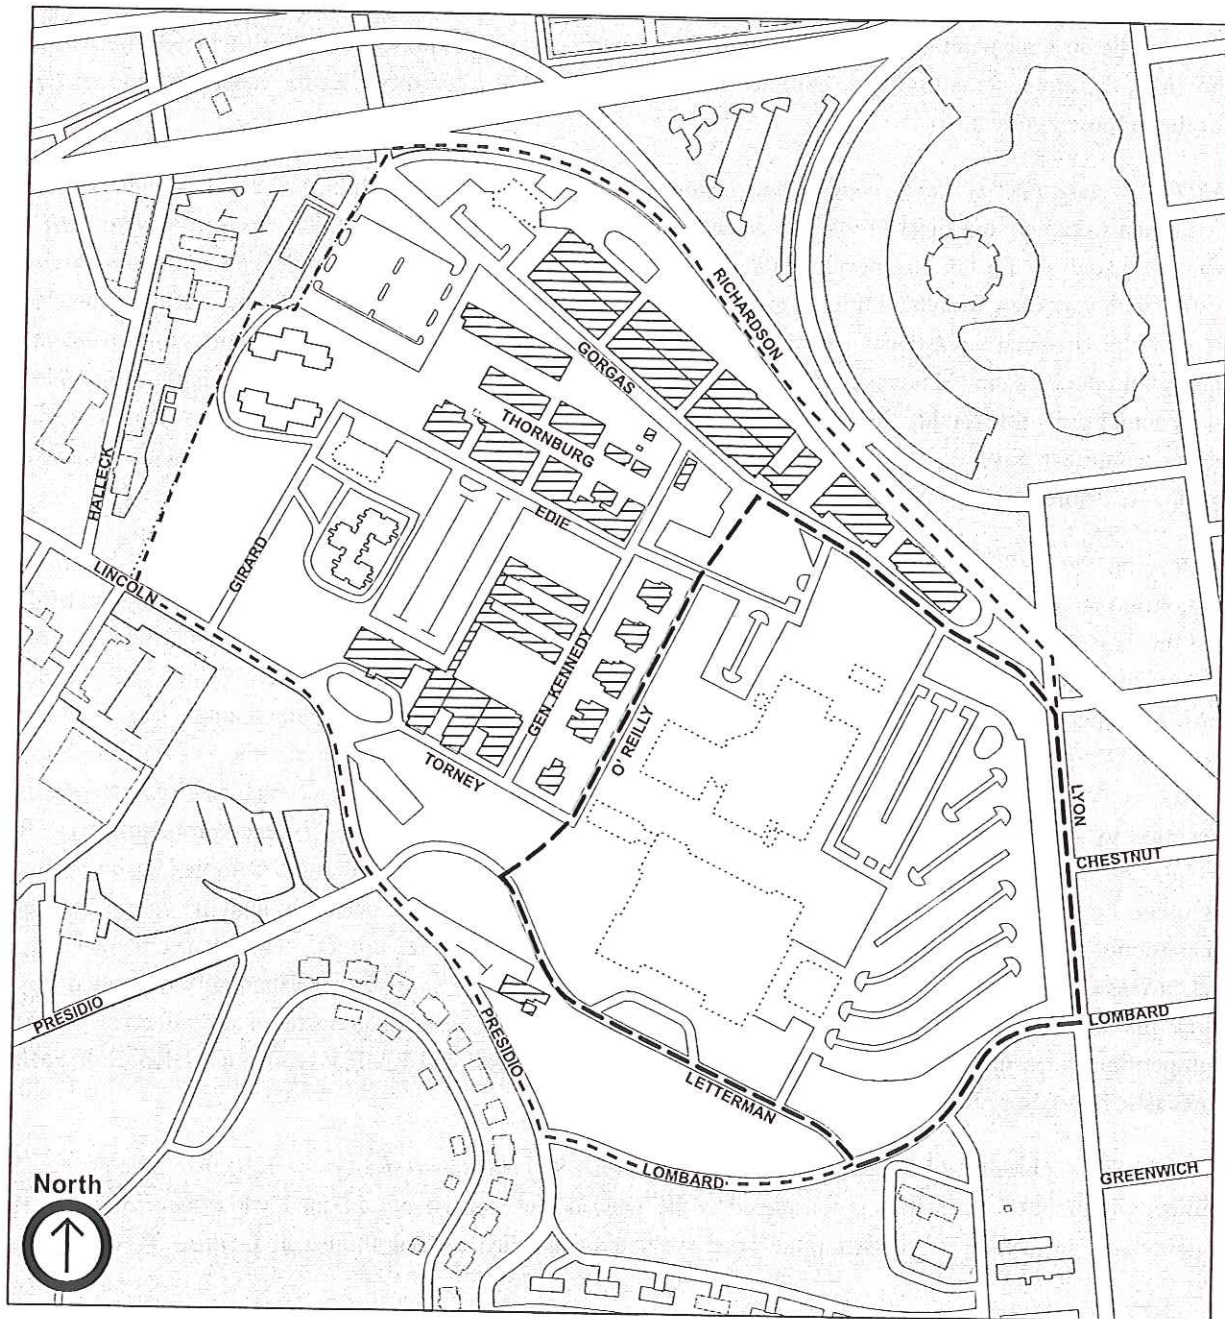 RICHARDSON
GORGAS
THORNBURG
HALLECK
EDIE
GIRARD
LINCOLN
GEN. KENNEDY
O' REILLY
TORNEY
LYON
CHESTNUT
PRESIDIO
PRESIDIO
LOMBARD
LETTERMAN
LOMBARD
GREENWICH
North